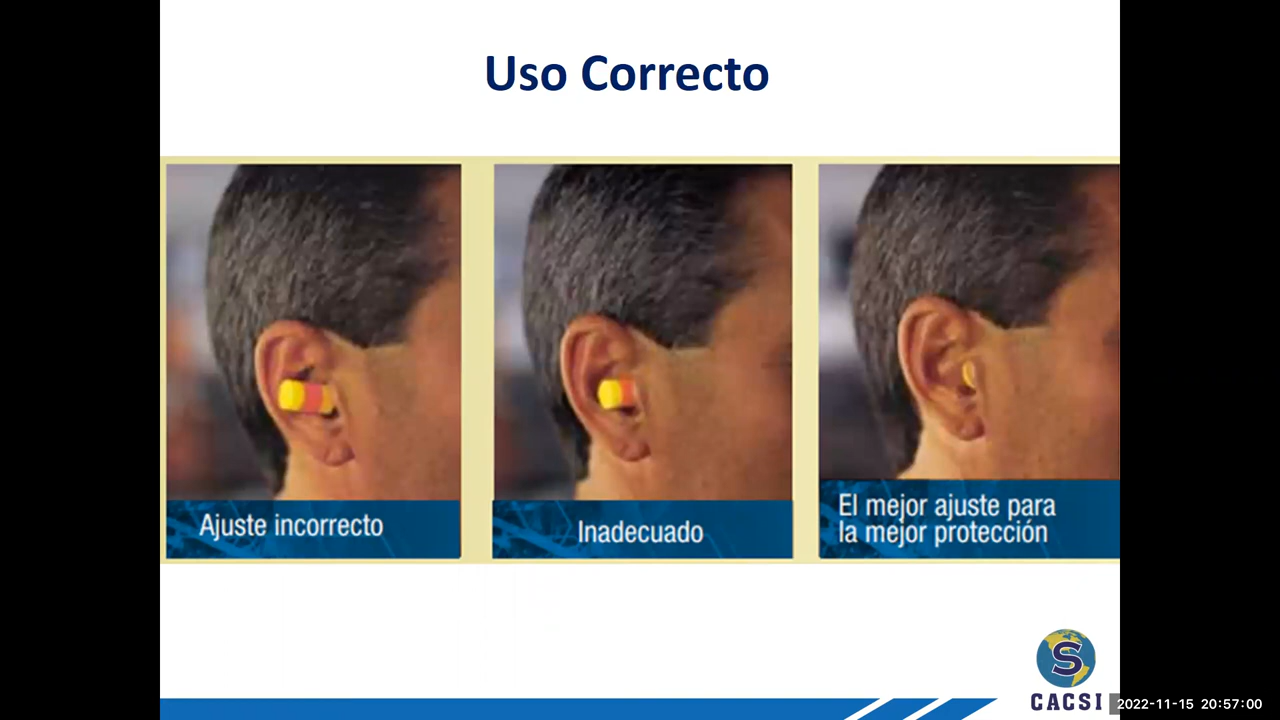 Uso Correcto
Ajuste incorrecto
Inadecuado
El mejor ajuste para
la mejor protección
S
CACSI
2022-11-15 20:57:00